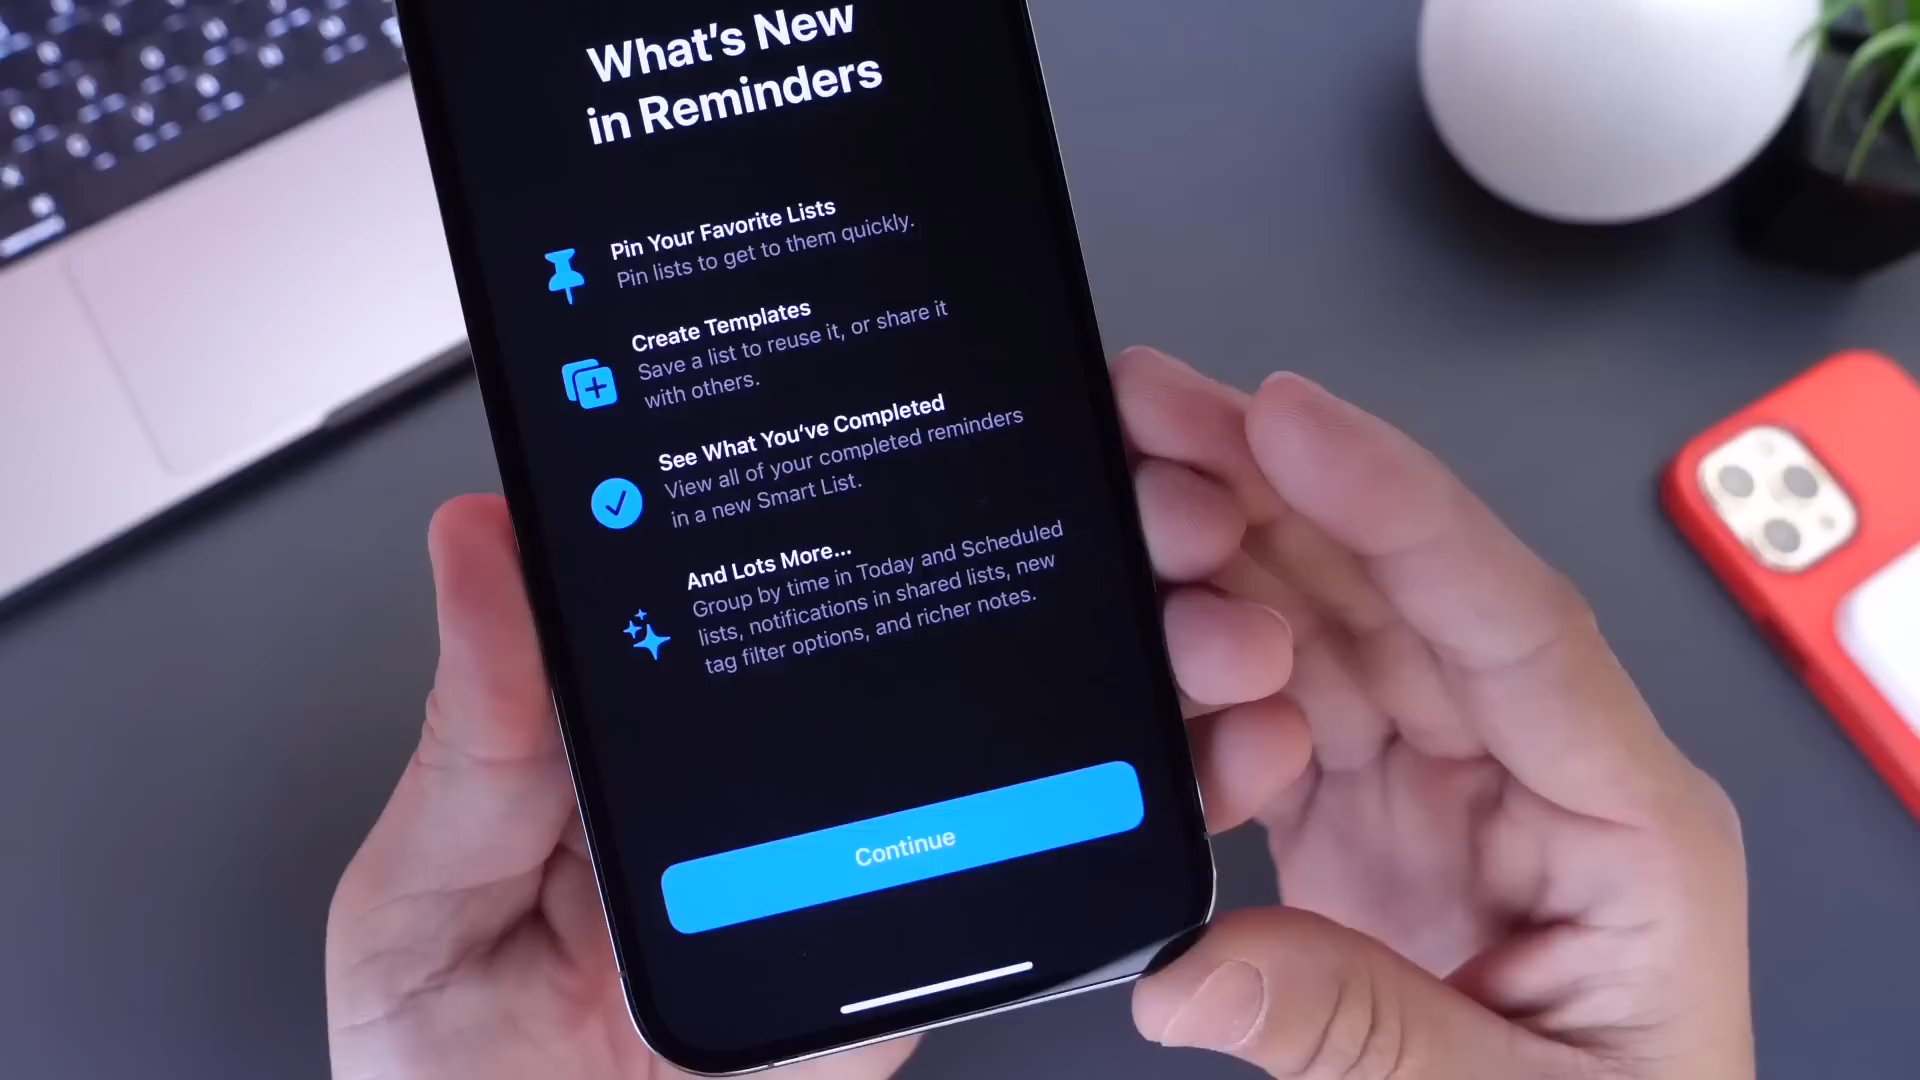 What's New
in Reminders
Pin Your Favorite Lists
Pin lists to get to them quickly.
Create Templates
Save a list to reuse it, or share it
with others.
See What You've Completed
View all of your completed reminders
in a new Smart List.
And Lots More...
Group by time in Today and Scheduled
lists, notifications in shared lists, new
tag filter options, and richer notes.
Continue